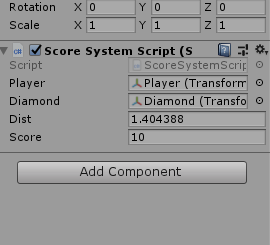 Rotation X 0 Y 0 Z 0
Scale X 1 Y 1 Z 1
Score System Script (S
Script ScoreSystemScrip
Player Player (Transform
Diamond Diamond (Transfo
Dist 1.404388
Score 10
Add Component